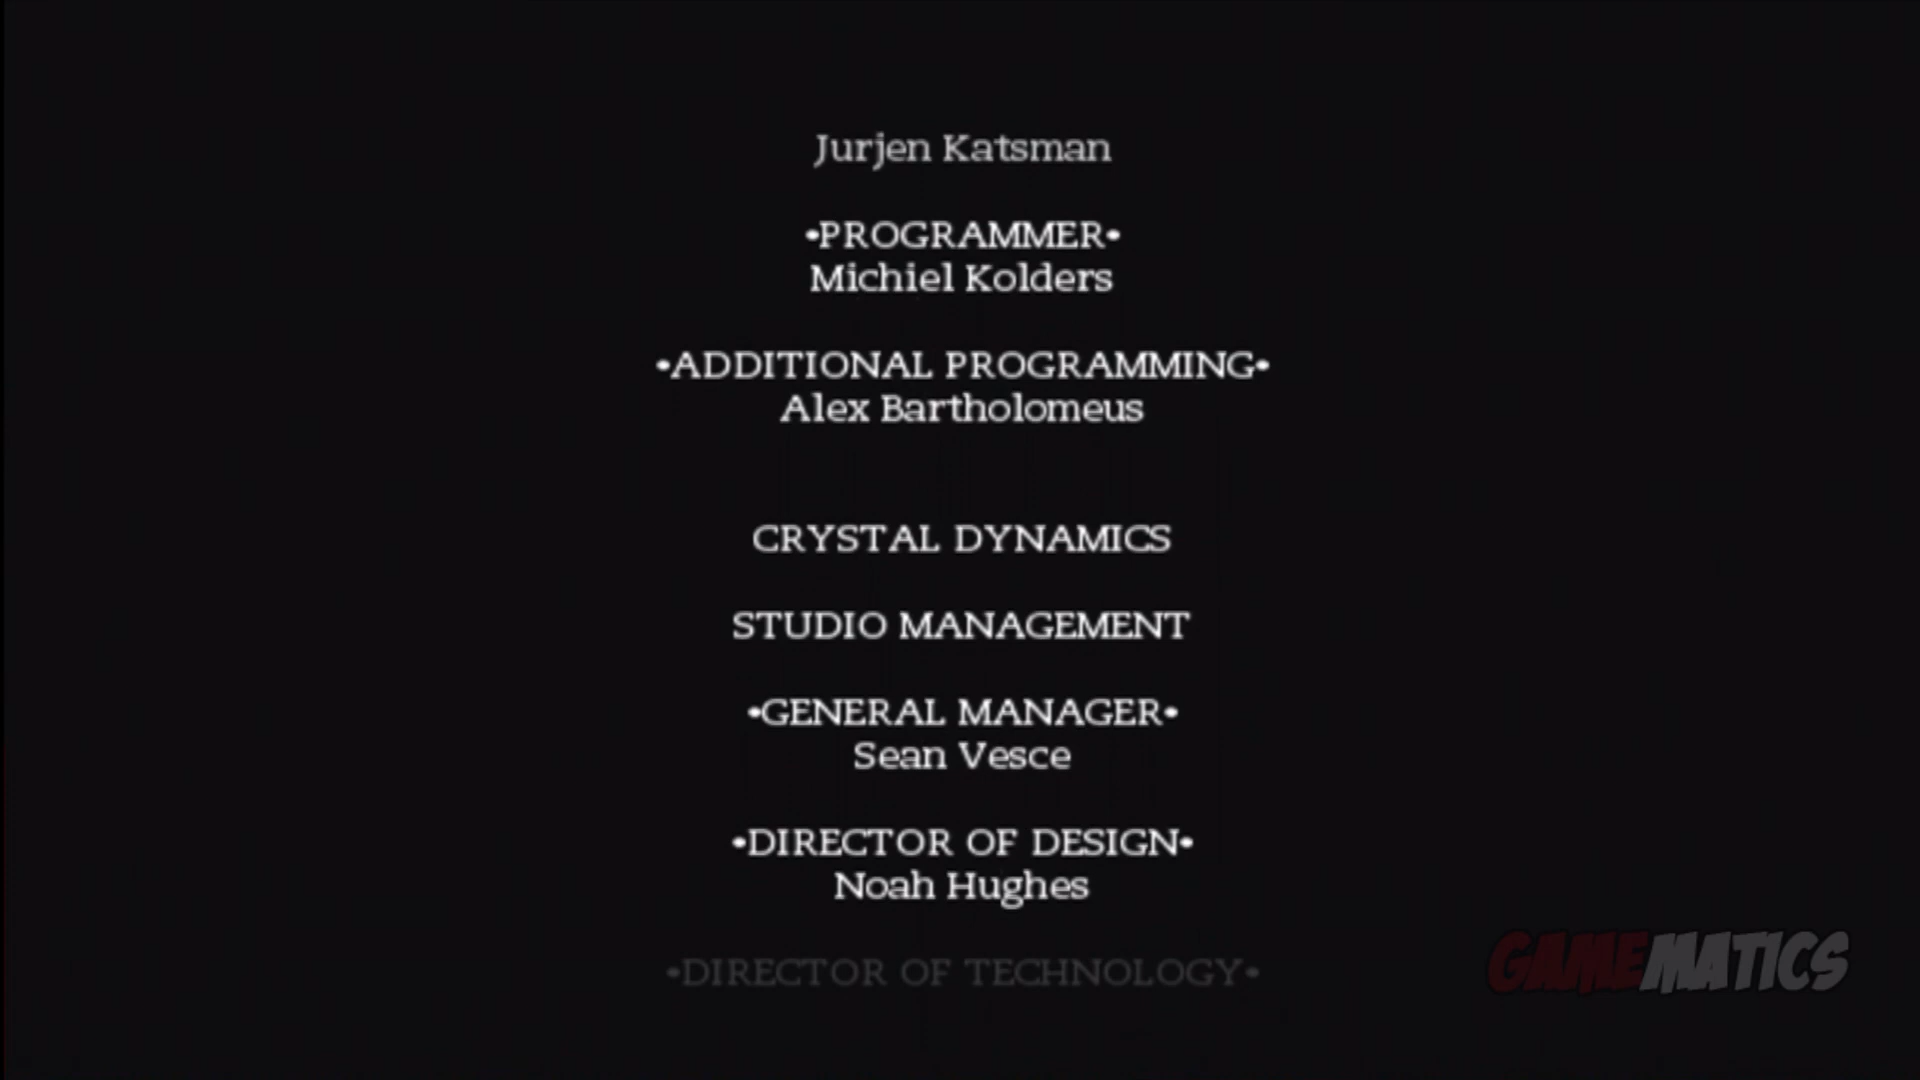 Jurjen Katsman
•PROGRAMMER•
Michiel Kolders
•ADDITIONAL PROGRAMMING•
Alex Bartholomeus
CRYSTAL DYNAMICS
STUDIO MANAGEMENT
•GENERAL MANAGER•
Sean Vesce
•DIRECTOR OF DESIGN•
Noah Hughes
•DIRECTOR OF TECHNOLOGY•
GAMEMATICS